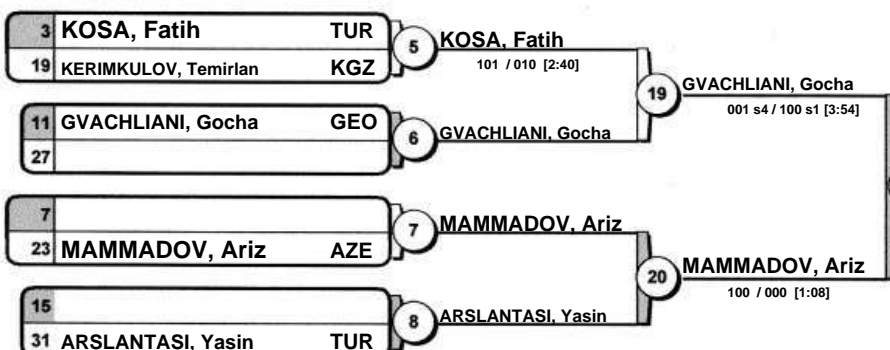 3 KOSA, Fatih TUR
19 KERIMKULOV, Temirlan KGZ
5
KOSA, Fatih
101 / 010 [2:40]
11 GVACHLIANI, Gocha GEO
27
6
GVACHLIANI, Gocha
19
GVACHLIANI, Gocha
001 s4 / 100 s1 [3:54]
7
23 MAMMADOV, Ariz AZE
7
MAMMADOV, Ariz
15
31 ARSLANTASI, Yasin TUR
8
ARSLANTASI, Yasin
20
MAMMADOV, Ariz
100 / 000 [1:08]